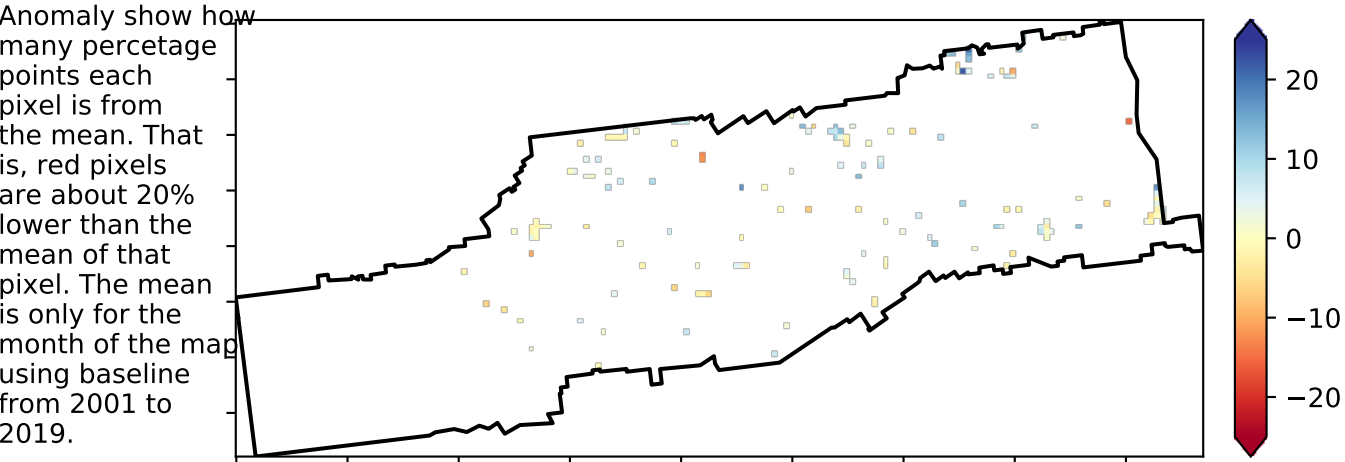 Anomaly show how
many percetage
points each
pixel is from
the mean. That
is, red pixels
are about 20%
lower than the
mean of that
pixel. The mean
is only for the
month of the map
using baseline
from 2001 to
2019.
20
10
0
−10
−20